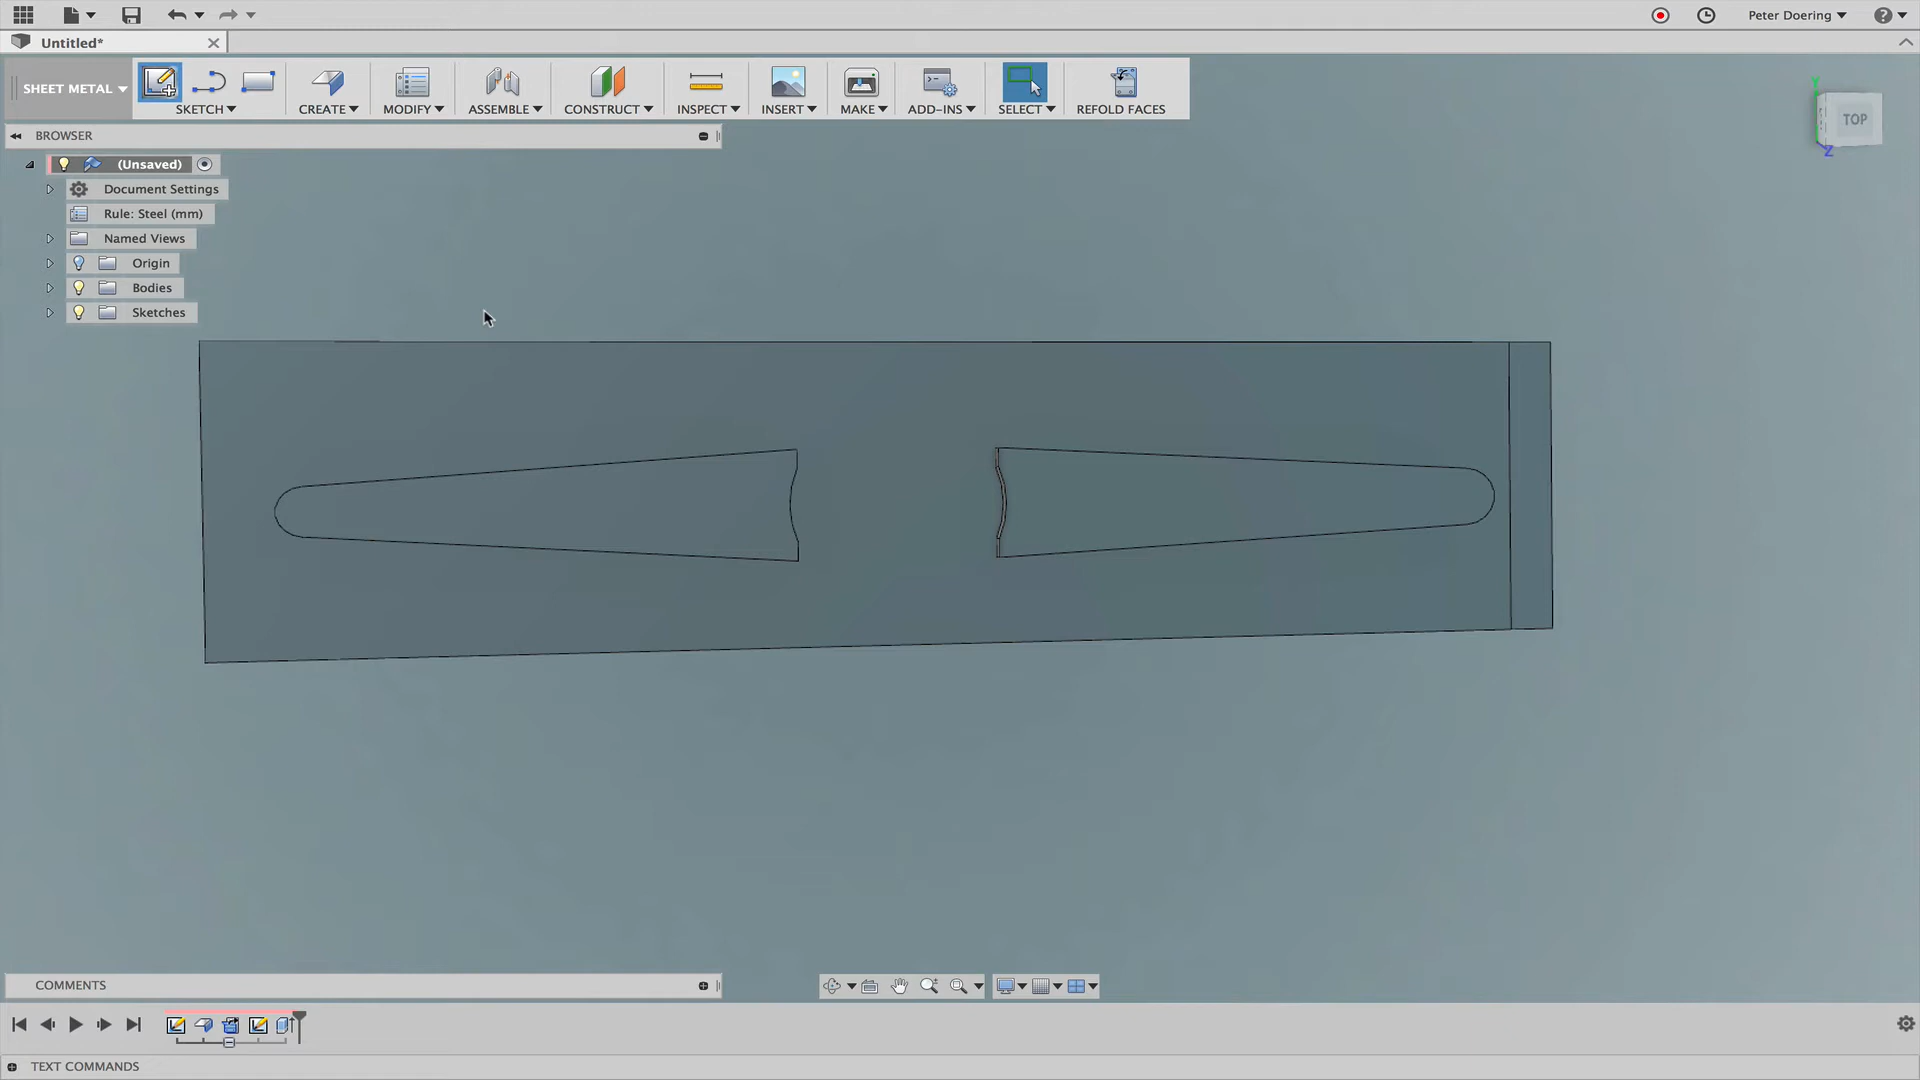 Peter Doering
Untitled*
SHEET METAL
SKETCH
CREATE
MODIFY
ASSEMBLE
CONSTRUCT
INSPECT
INSERT
MAKE
ADD-INS
SELECT
REFOLD FACES
BROWSER
(Unsaved)
Document Settings
Rule: Steel (mm)
Named Views
Origin
Bodies
Sketches
TOP
Y
Z
COMMENTS
TEXT COMMANDS